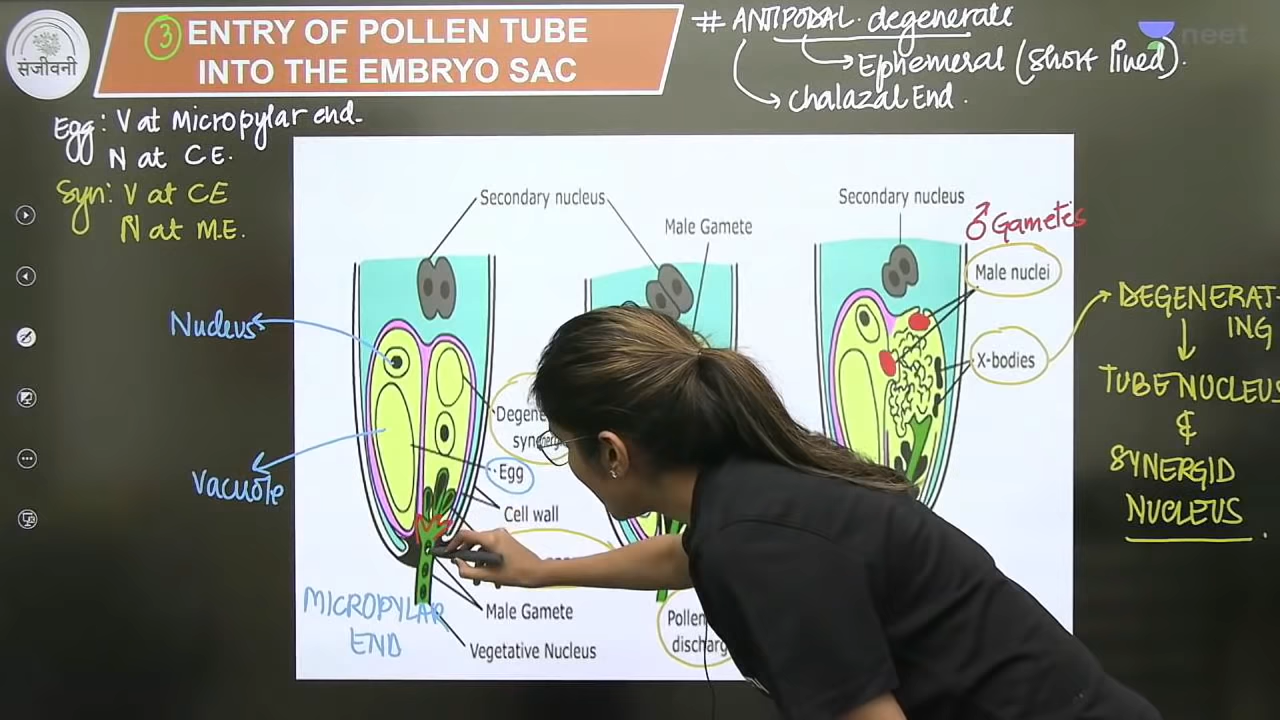 संजीवनी
③ ENTRY OF POLLEN TUBE
INTO THE EMBRYO SAC
# ANTIPODAL degenerate
Ephemeral (short lived).
Chalazal End.
neet
Egg: V at Micropylar end.
N at C.E.
Syn: V at CE
N at M.E.
Secondary nucleus
Male Gamete
Secondary nucleus
♂ Gametes
Male nuclei
X-bodies
DEGENERAT-
ING
TUBE NUCLEUS
&
SYNERGID
NUCLEUS.
Nucleus
Vacuole
Egg
Cell wall
MICROPYLAR
END
Male Gamete
Vegetative Nucleus
Pollen